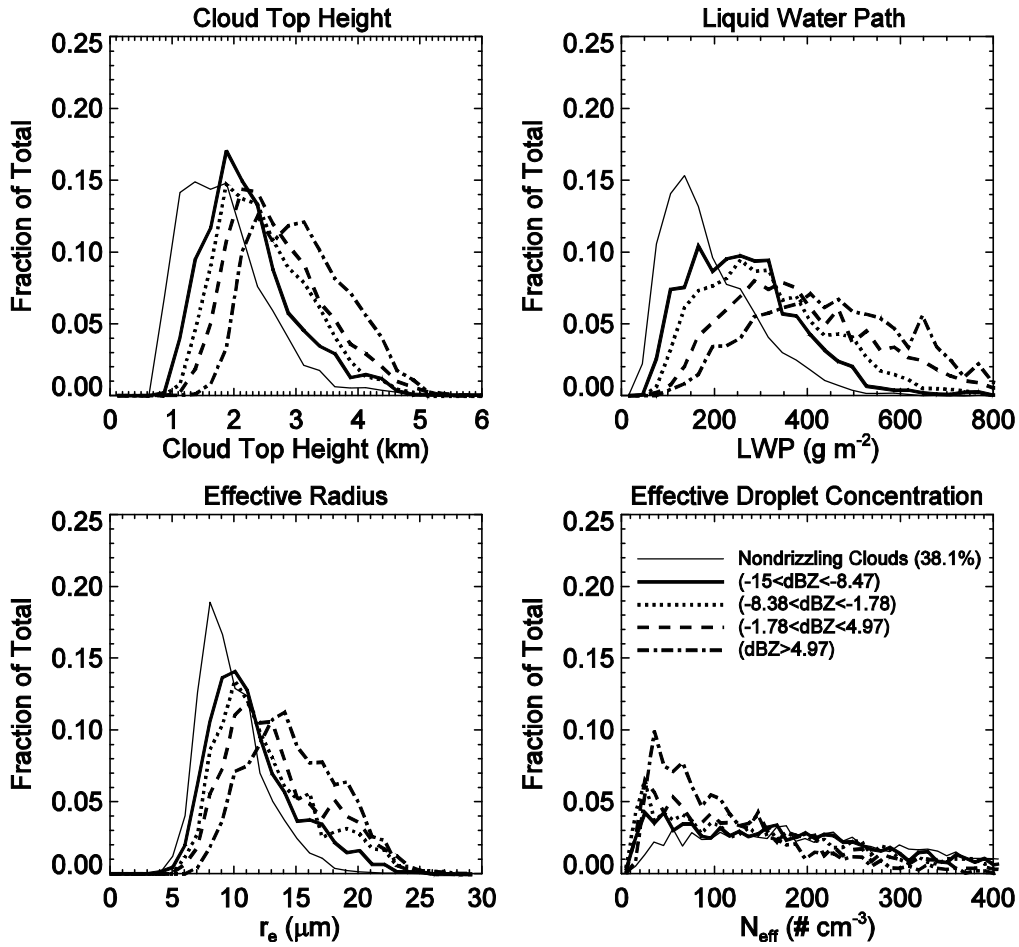 Cloud Top Height
Fraction of Total
0.25
0.20
0.15
0.10
0.05
0.00
0 1 2 3 4 5 6
Cloud Top Height (km)
Liquid Water Path
Fraction of Total
0.25
0.20
0.15
0.10
0.05
0.00
0 200 400 600 800
LWP (g m⁻²)
Effective Radius
Fraction of Total
0.25
0.20
0.15
0.10
0.05
0.00
0 5 10 15 20 25 30
rₑ (μm)
Effective Droplet Concentration
Fraction of Total
0.25
0.20
0.15
0.10
0.05
0.00
Nondrizzling Clouds (38.1%)
(-15<dBZ<-8.47)
(-8.38<dBZ<-1.78)
(-1.78<dBZ<4.97)
(dBZ>4.97)
0 100 200 300 400
Neff (# cm⁻³)